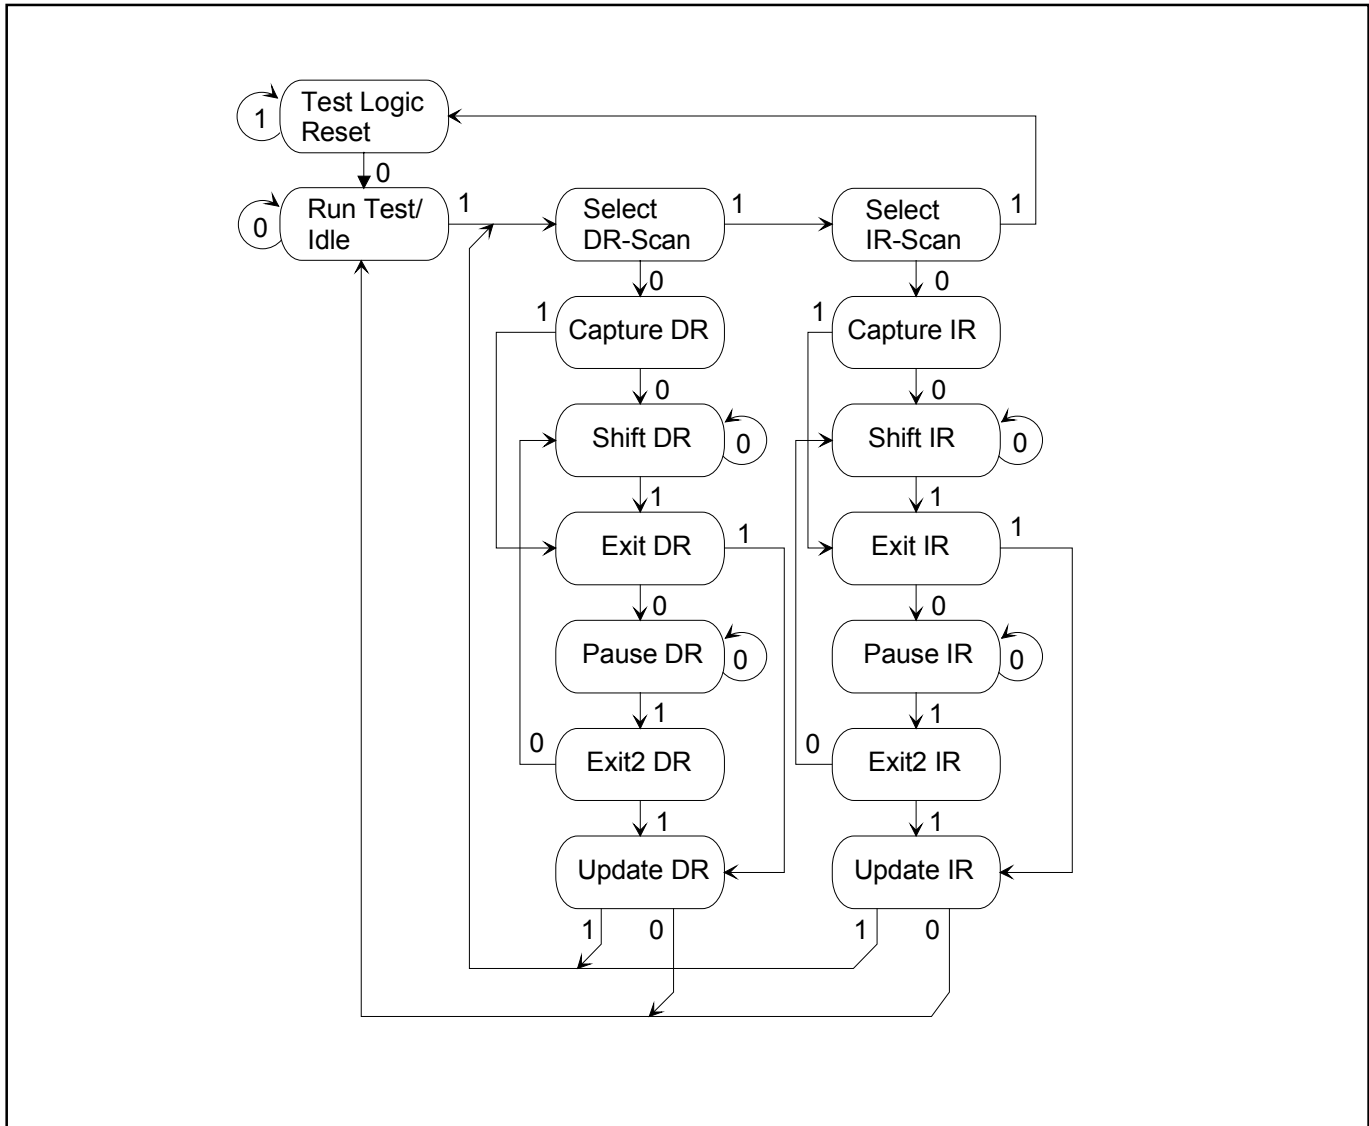 Test Logic
Reset
1
0
Run Test/
Idle
0
1
Select
DR-Scan
1
Select
IR-Scan
1
0
0
1
Capture DR
1
Capture IR
0
0
Shift DR
0
Shift IR
0
1
1
Exit DR
1
Exit IR
1
0
0
Pause DR
0
Pause IR
0
1
1
0
Exit2 DR
0
Exit2 IR
1
1
Update DR
Update IR
1
0
1
0